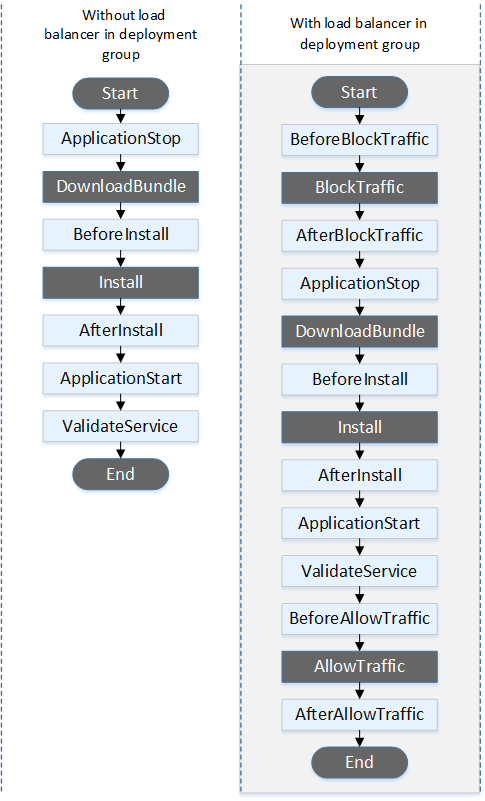 Without load
balancer in deployment
group
Start
ApplicationStop
DownloadBundle
BeforeInstall
Install
AfterInstall
ApplicationStart
ValidateService
End
With load balancer in
deployment group
Start
BeforeBlockTraffic
BlockTraffic
AfterBlockTraffic
ApplicationStop
DownloadBundle
BeforeInstall
Install
AfterInstall
ApplicationStart
ValidateService
BeforeAllowTraffic
AllowTraffic
AfterAllowTraffic
End